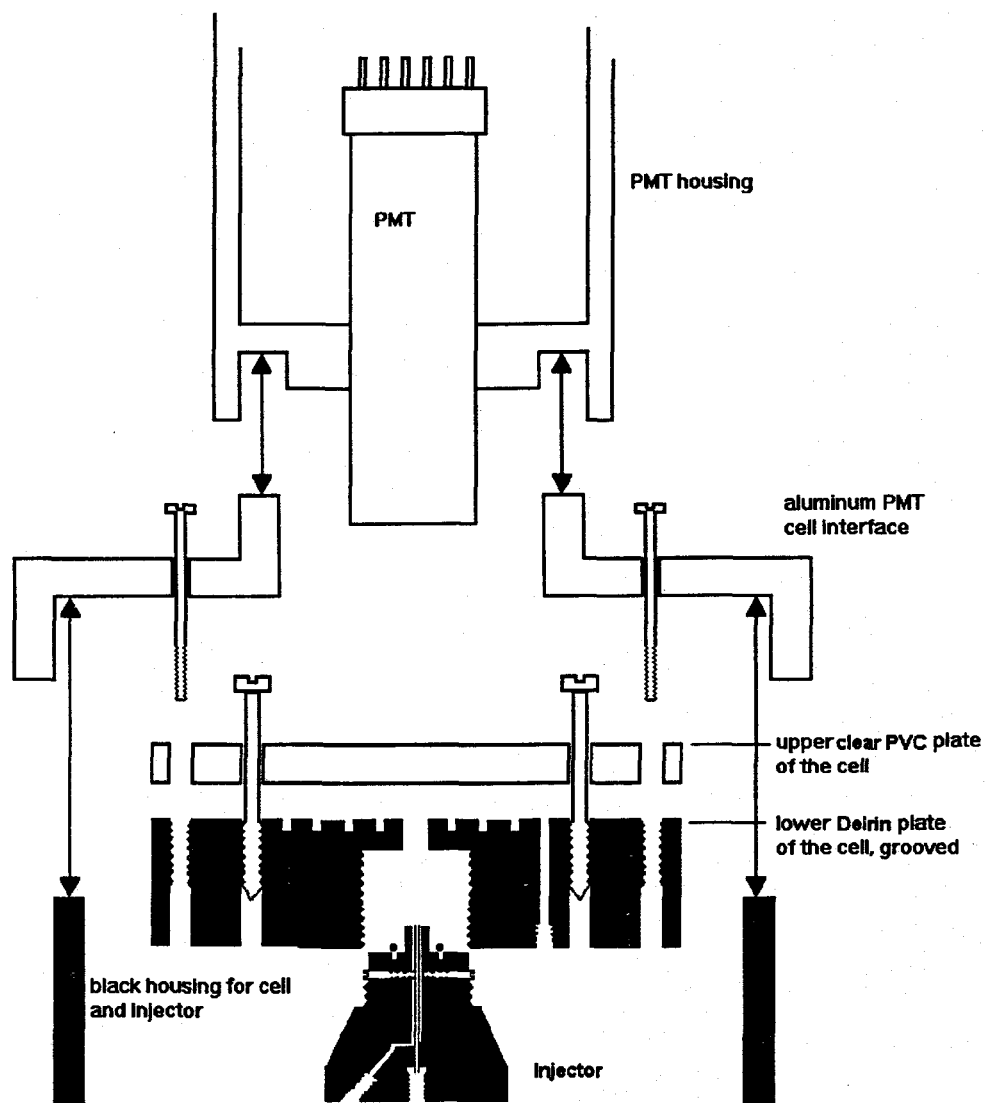 PMT housing
PMT
aluminum PMT
cell interface
upper clear PVC plate
of the cell
lower Delrin plate
of the cell, grooved
black housing for cell
and injector
injector